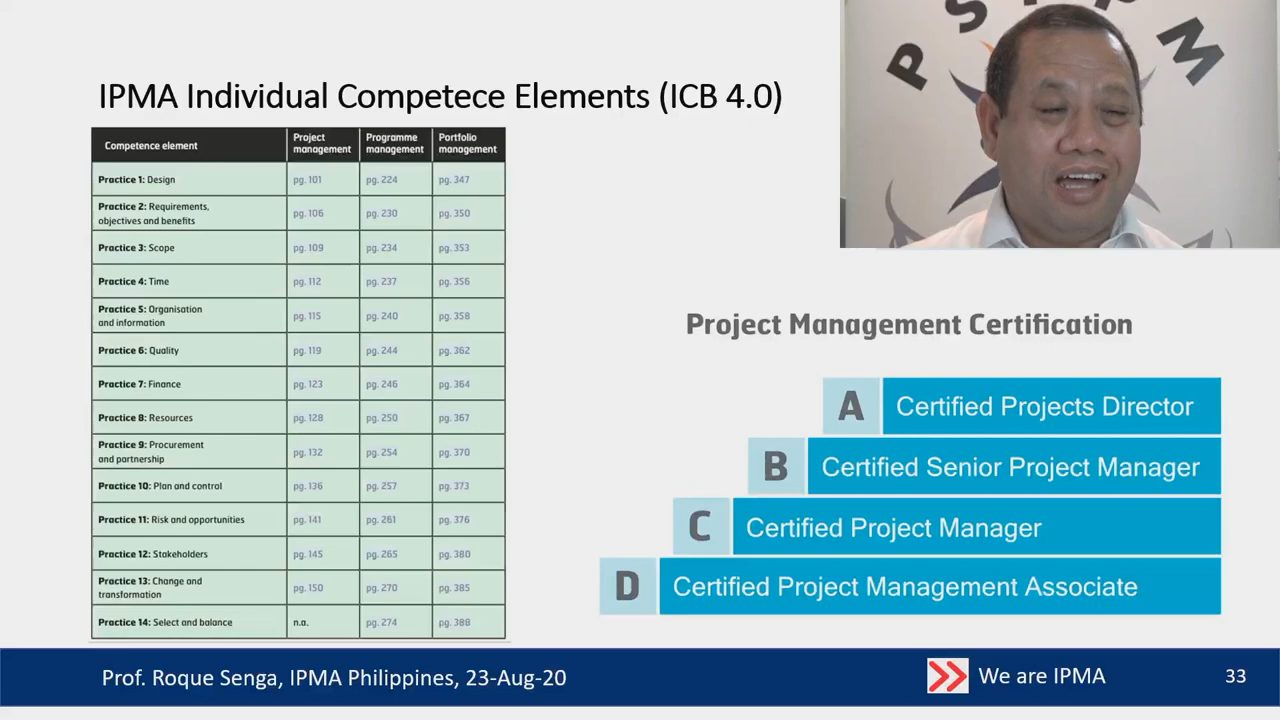 PSTPM
IPMA Individual Competece Elements (ICB 4.0)
Competence element Project management Programme management Portfolio management
Practice 1: Design pg. 101 pg. 224 pg. 347
Practice 2: Requirements, objectives and benefits pg. 106 pg. 230 pg. 350
Practice 3: Scope pg. 109 pg. 234 pg. 353
Practice 4: Time pg. 112 pg. 237 pg. 356
Practice 5: Organisation and information pg. 115 pg. 240 pg. 358
Practice 6: Quality pg. 119 pg. 244 pg. 362
Practice 7: Finance pg. 123 pg. 246 pg. 364
Practice 8: Resources pg. 128 pg. 250 pg. 367
Practice 9: Procurement and partnership pg. 132 pg. 254 pg. 370
Practice 10: Plan and control pg. 136 pg. 257 pg. 373
Practice 11: Risk and opportunities pg. 141 pg. 261 pg. 376
Practice 12: Stakeholders pg. 145 pg. 265 pg. 380
Practice 13: Change and transformation pg. 150 pg. 270 pg. 385
Practice 14: Select and balance n.a. pg. 274 pg. 388
Project Management Certification
A Certified Projects Director
B Certified Senior Project Manager
C Certified Project Manager
D Certified Project Management Associate
Prof. Roque Senga, IPMA Philippines, 23-Aug-20
We are IPMA
33